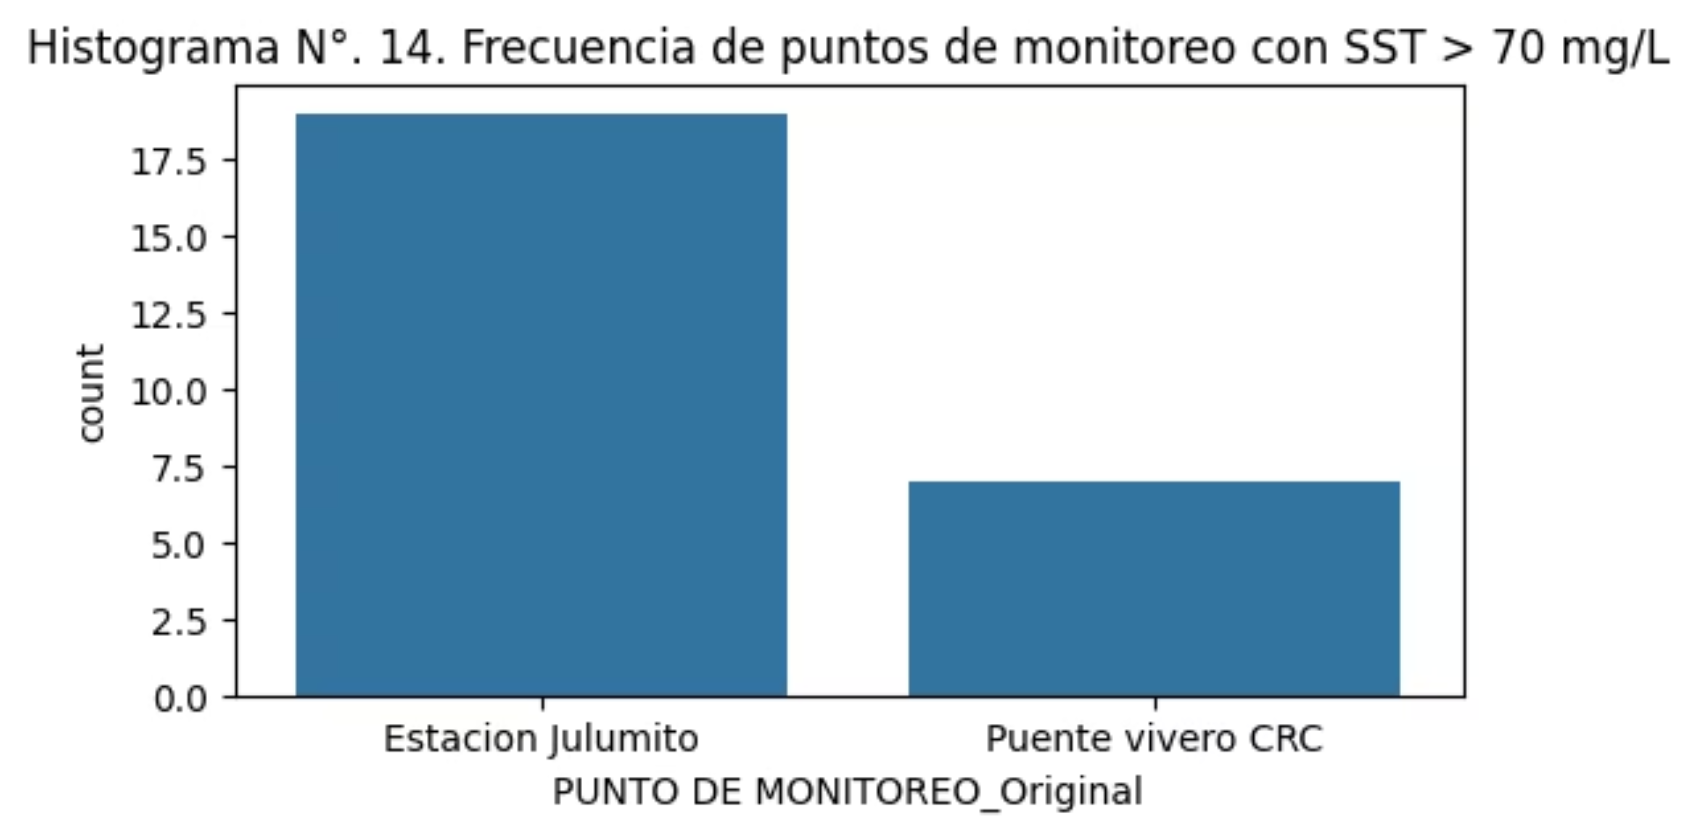 Histograma N°. 14. Frecuencia de puntos de monitoreo con SST > 70 mg/L
17.5
15.0
12.5
10.0
7.5
5.0
2.5
0.0
count
Estacion Julumito
Puente vivero CRC
PUNTO DE MONITOREO_Original